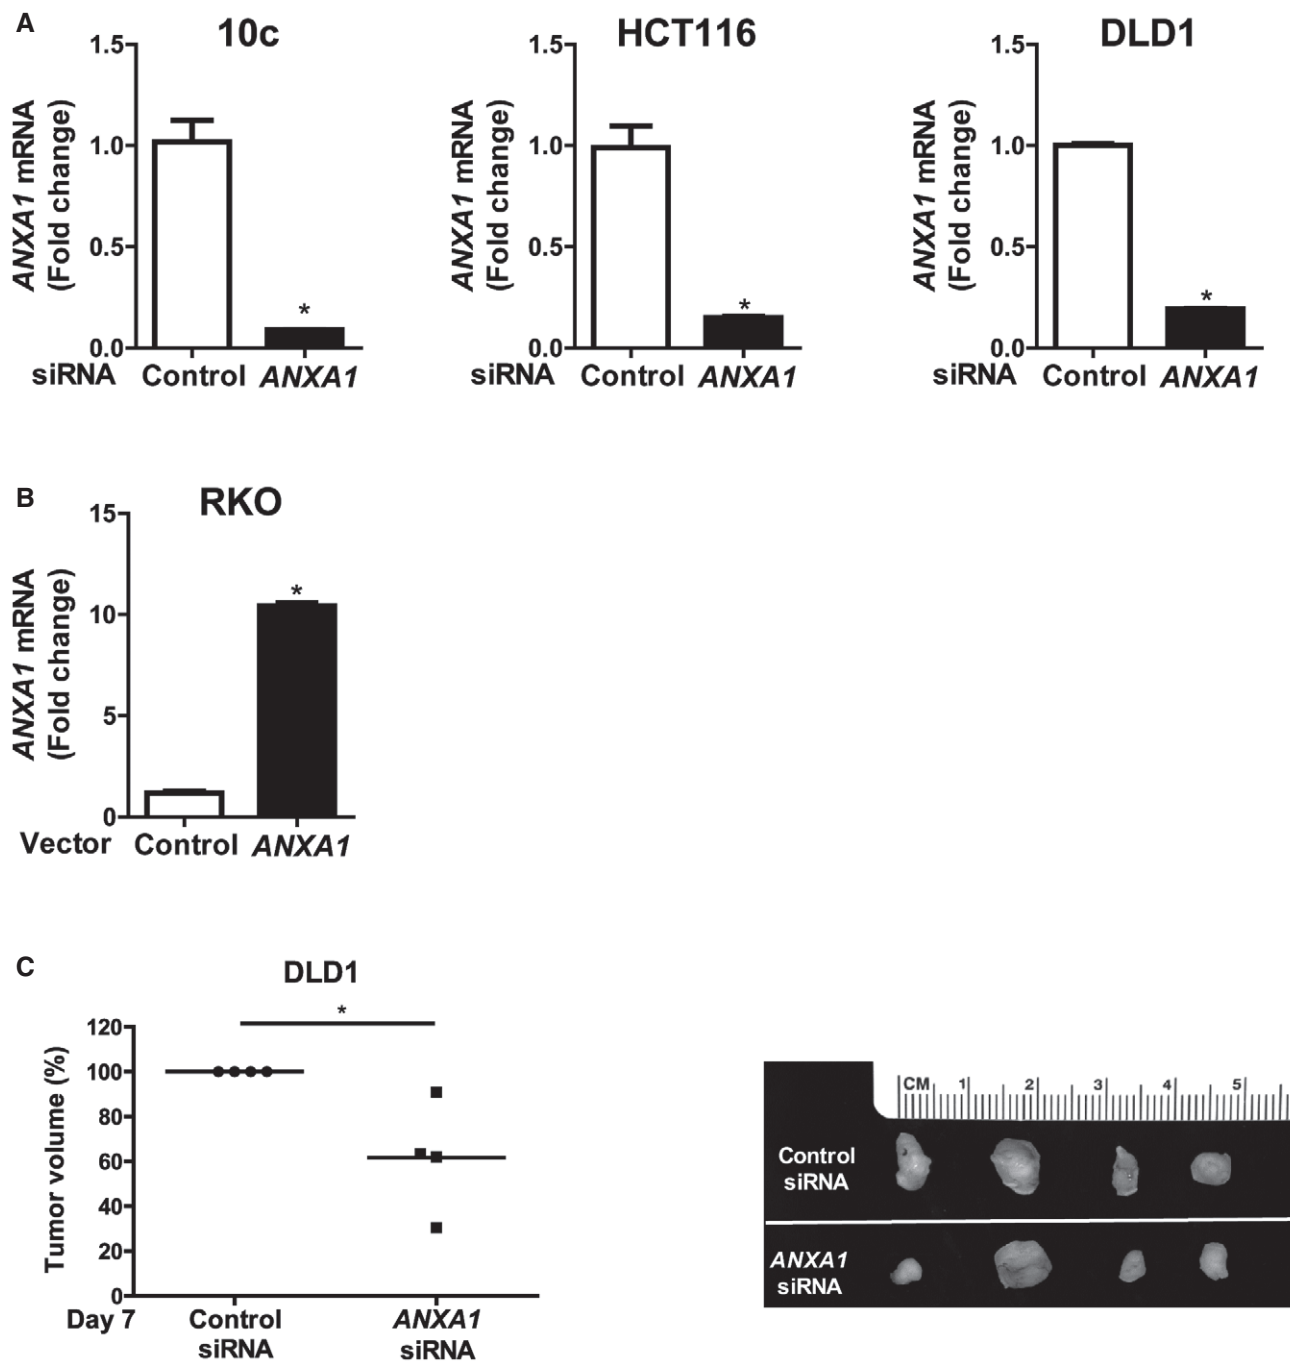 A
10c
HCT116
DLD1
ANXA1 mRNA
(Fold change)
1.5
1.0
0.5
0.0
siRNA Control ANXA1
*
ANXA1 mRNA
(Fold change)
1.5
1.0
0.5
0.0
siRNA Control ANXA1
*
ANXA1 mRNA
(Fold change)
1.5
1.0
0.5
0.0
siRNA Control ANXA1
*
B
RKO
ANXA1 mRNA
(Fold change)
15
10
5
0
*
Vector Control ANXA1
C
DLD1
*
Tumor volume (%)
120
100
80
60
40
20
0
Day 7
Control
siRNA
ANXA1
siRNA
CM 1 2 3 4 5
Control
siRNA
ANXA1
siRNA